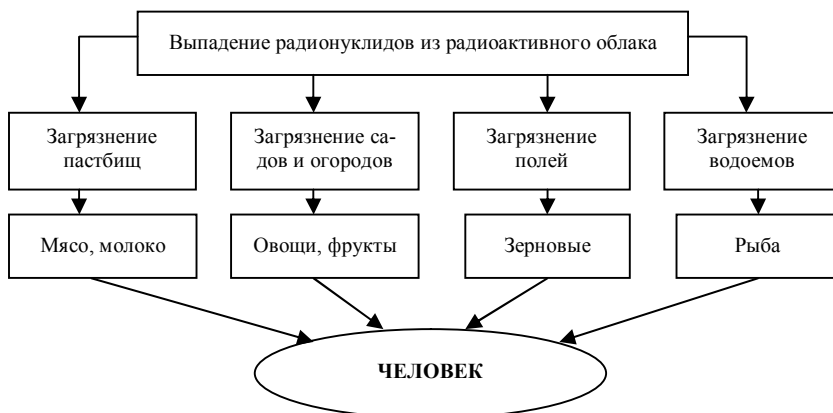 Выпадение радионуклидов из радиоактивного облака
Загрязнение
пастбищ
Загрязнение са-
дов и огородов
Загрязнение
полей
Загрязнение
водоемов
Мясо, молоко
Овощи, фрукты
Зерновые
Рыба
ЧЕЛОВЕК